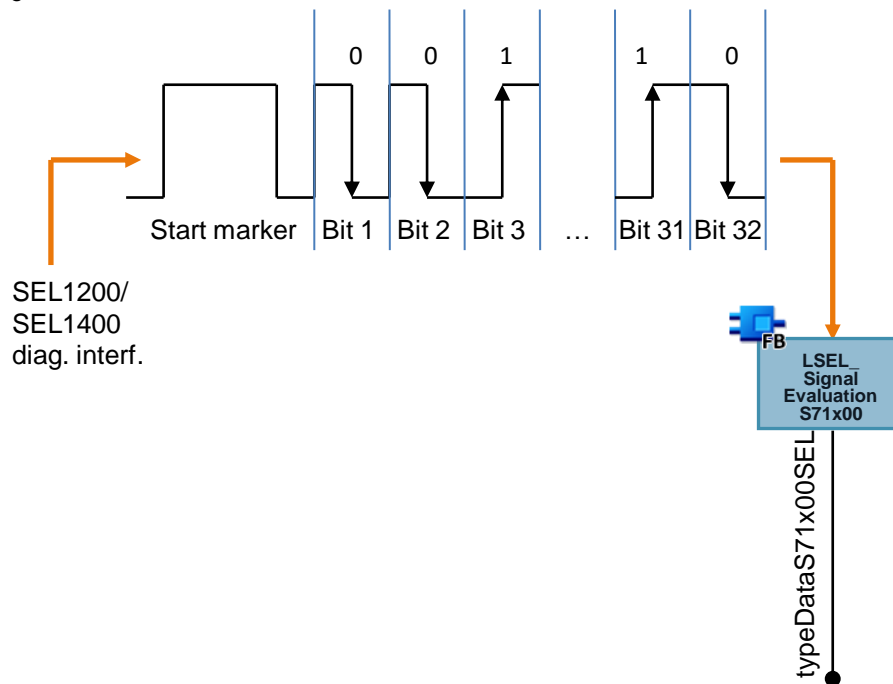 0 0 1 1 0
Start marker Bit 1 Bit 2 Bit 3 … Bit 31 Bit 32
SEL1200/
SEL1400
diag. interf.
FB
LSEL_
Signal
Evaluation
S71x00
typeDataS71x00SEL